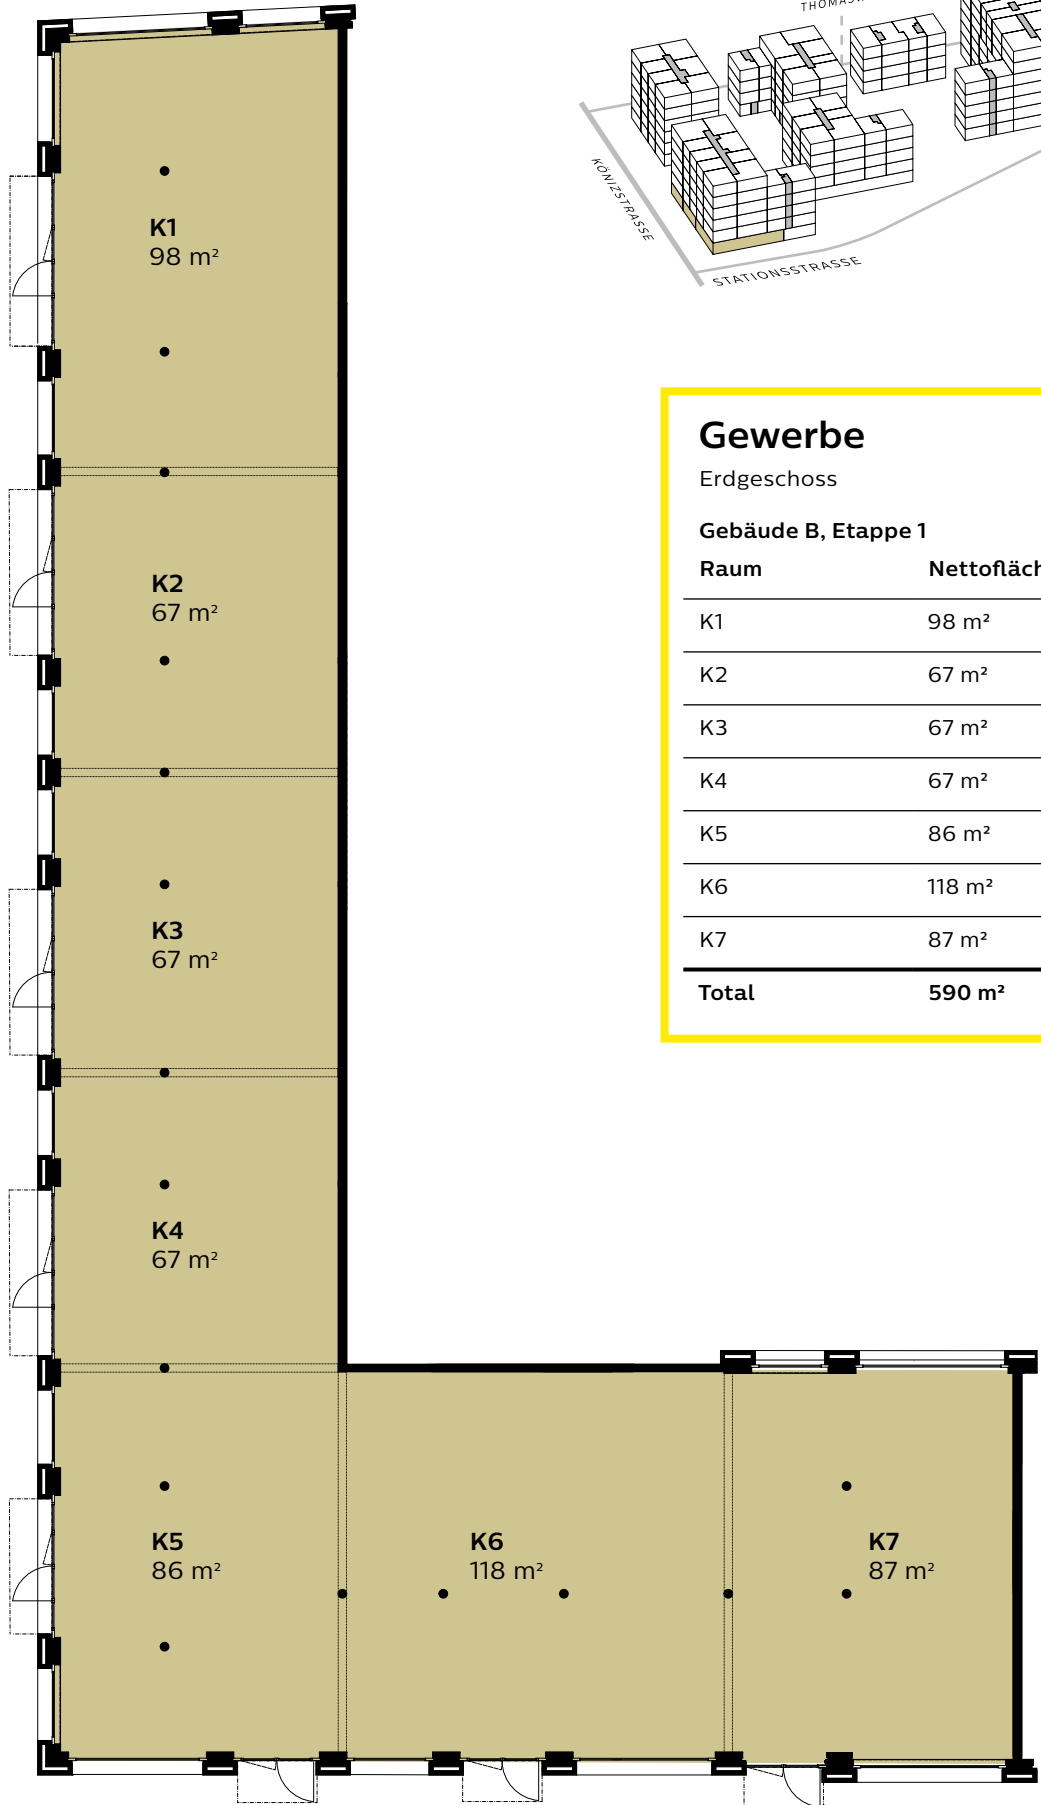 KÖNIZSTRASSE
STATIONSSTRASSE
K1
98 m²
K2
67 m²
K3
67 m²
K4
67 m²
K5
86 m²
K6
118 m²
K7
87 m²
Gewerbe
Erdgeschoss
Gebäude B, Etappe 1
Raum Nettofläch
K1 98 m²
K2 67 m²
K3 67 m²
K4 67 m²
K5 86 m²
K6 118 m²
K7 87 m²
Total 590 m²